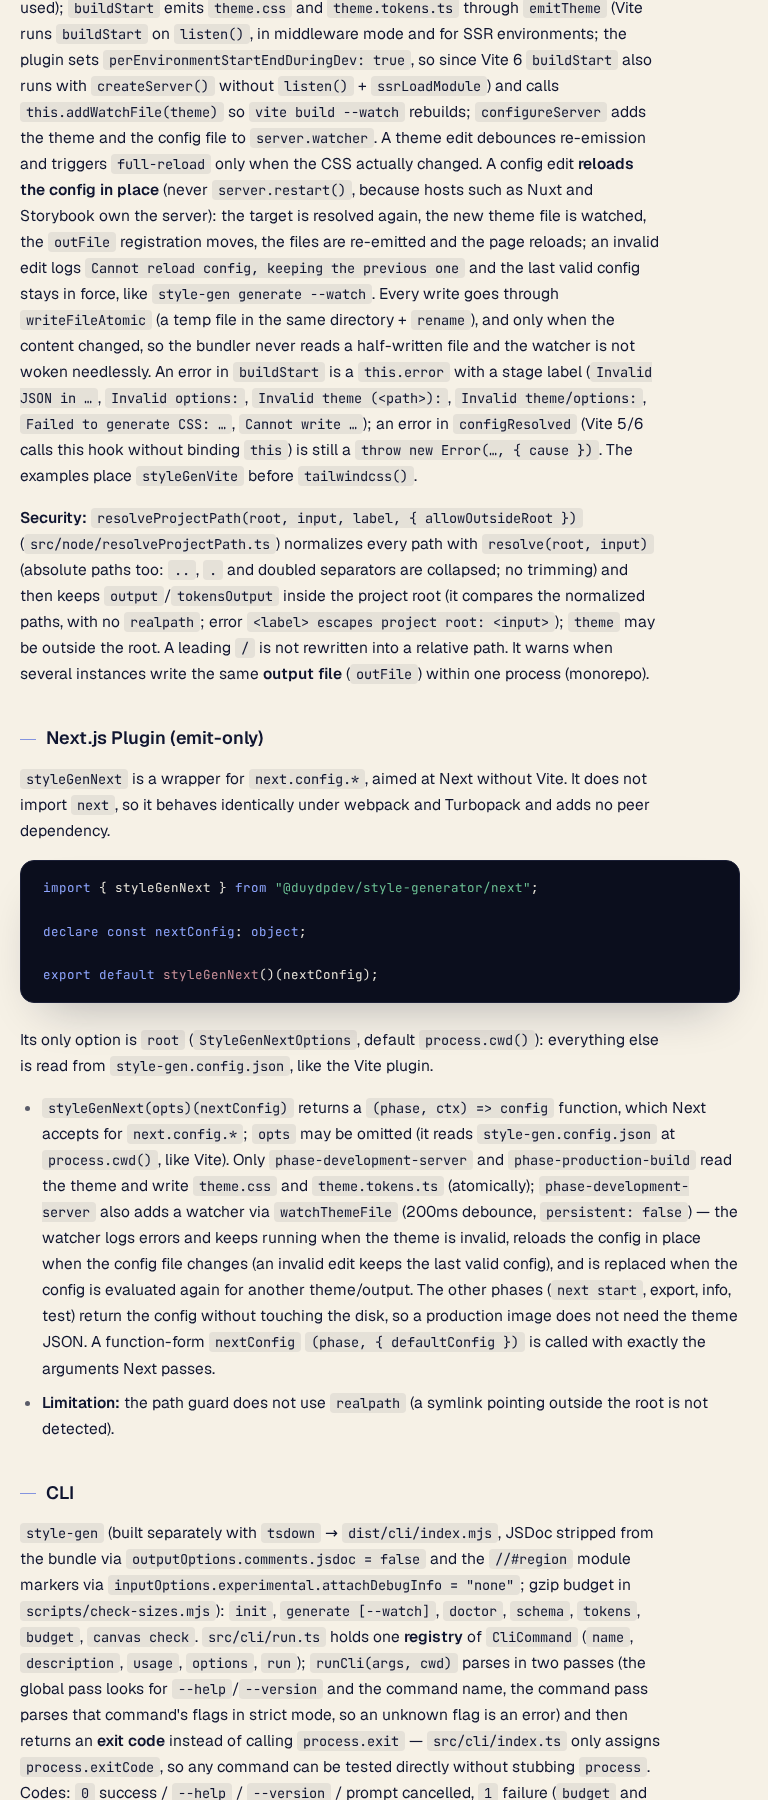 used); buildStart emits theme.css and theme.tokens.ts through emitTheme (Vite
runs buildStart on listen(), in middleware mode and for SSR environments; the
plugin sets perEnvironmentStartEndDuringDev: true, so since Vite 6 buildStart also
runs with createServer() without listen() + ssrLoadModule) and calls
this.addWatchFile(theme) so vite build --watch rebuilds; configureServer adds
the theme and the config file to server.watcher. A theme edit debounces re-emission
and triggers full-reload only when the CSS actually changed. A config edit reloads
the config in place (never server.restart(), because hosts such as Nuxt and
Storybook own the server): the target is resolved again, the new theme file is watched,
the outFile registration moves, the files are re-emitted and the page reloads; an invalid
edit logs Cannot reload config, keeping the previous one and the last valid config
stays in force, like style-gen generate --watch. Every write goes through
writeFileAtomic (a temp file in the same directory + rename), and only when the
content changed, so the bundler never reads a half-written file and the watcher is not
woken needlessly. An error in buildStart is a this.error with a stage label (Invalid
JSON in …, Invalid options:, Invalid theme (<path>):, Invalid theme/options:,
Failed to generate CSS: …, Cannot write …); an error in configResolved (Vite 5/6
calls this hook without binding this) is still a throw new Error(…, { cause }). The
examples place styleGenVite before tailwindcss().
Security: resolveProjectPath(root, input, label, { allowOutsideRoot })
(src/node/resolveProjectPath.ts) normalizes every path with resolve(root, input)
(absolute paths too: .., . and doubled separators are collapsed; no trimming) and
then keeps output/tokensOutput inside the project root (it compares the normalized
paths, with no realpath; error <label> escapes project root: <input>); theme may
be outside the root. A leading / is not rewritten into a relative path. It warns when
several instances write the same output file (outFile) within one process (monorepo).
— Next.js Plugin (emit-only)
styleGenNext is a wrapper for next.config.*, aimed at Next without Vite. It does not
import next, so it behaves identically under webpack and Turbopack and adds no peer
dependency.
import { styleGenNext } from "@duydpdev/style-generator/next";
declare const nextConfig: object;
export default styleGenNext()(nextConfig);
Its only option is root (StyleGenNextOptions, default process.cwd()): everything else
is read from style-gen.config.json, like the Vite plugin.
• styleGenNext(opts)(nextConfig) returns a (phase, ctx) => config function, which Next
accepts for next.config.*; opts may be omitted (it reads style-gen.config.json at
process.cwd(), like Vite). Only phase-development-server and phase-production-build read
the theme and write theme.css and theme.tokens.ts (atomically); phase-development-
server also adds a watcher via watchThemeFile (200ms debounce, persistent: false) — the
watcher logs errors and keeps running when the theme is invalid, reloads the config in place
when the config file changes (an invalid edit keeps the last valid config), and is replaced when the
config is evaluated again for another theme/output. The other phases (next start, export, info,
test) return the config without touching the disk, so a production image does not need the theme
JSON. A function-form nextConfig (phase, { defaultConfig }) is called with exactly the
arguments Next passes.
• Limitation: the path guard does not use realpath (a symlink pointing outside the root is not
detected).
— CLI
style-gen (built separately with tsdown → dist/cli/index.mjs, JSDoc stripped from
the bundle via outputOptions.comments.jsdoc = false and the //#region module
markers via inputOptions.experimental.attachDebugInfo = "none"; gzip budget in
scripts/check-sizes.mjs): init, generate [--watch], doctor, schema, tokens,
budget, canvas check. src/cli/run.ts holds one registry of CliCommand (name,
description, usage, options, run); runCli(args, cwd) parses in two passes (the
global pass looks for --help/--version and the command name, the command pass
parses that command's flags in strict mode, so an unknown flag is an error) and then
returns an exit code instead of calling process.exit — src/cli/index.ts only assigns
process.exitCode, so any command can be tested directly without stubbing process.
Codes: 0 success / --help / --version / prompt cancelled, 1 failure (budget and